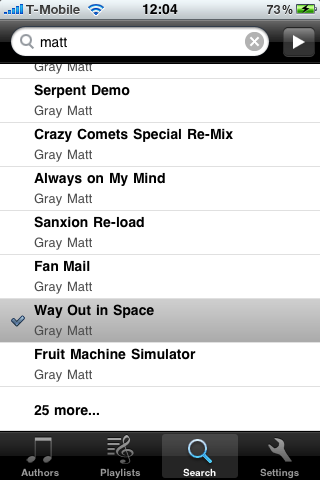 T-Mobile 12:04 73%
matt
Gray Matt
Serpent Demo
Gray Matt
Crazy Comets Special Re-Mix
Gray Matt
Always on My Mind
Gray Matt
Sanxion Re-load
Gray Matt
Fan Mail
Gray Matt
Way Out in Space
Gray Matt
Fruit Machine Simulator
Gray Matt
25 more...
Authors Playlists Search Settings